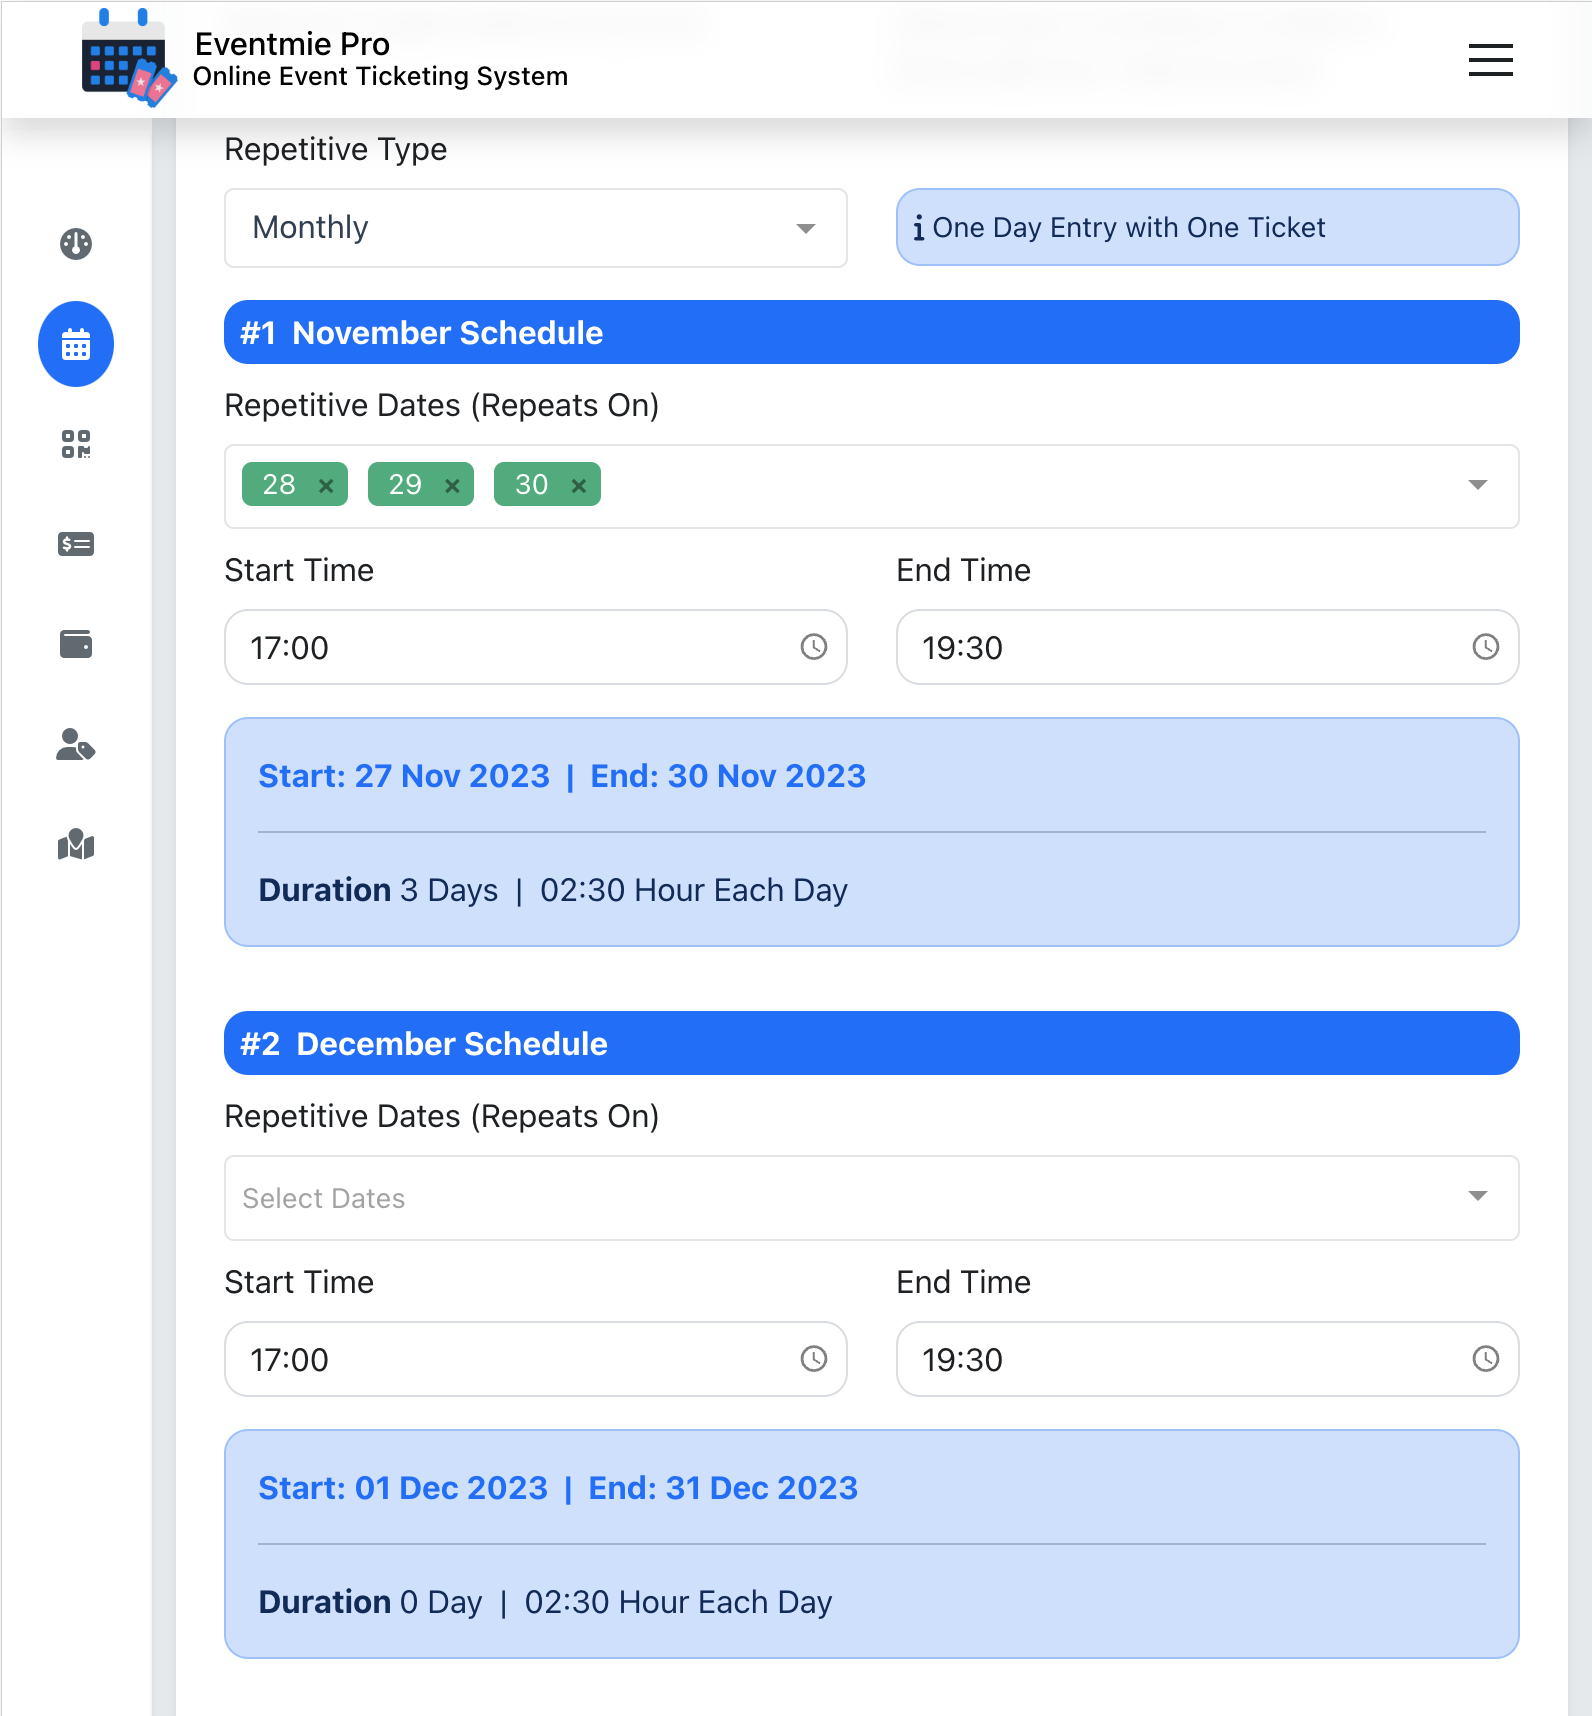 Eventmie Pro
Online Event Ticketing System
Repetitive Type
Monthly
One Day Entry with One Ticket
#1 November Schedule
Repetitive Dates (Repeats On)
28 × 29 × 30 ×
Start Time End Time
17:00 19:30
Start: 27 Nov 2023 | End: 30 Nov 2023
Duration 3 Days | 02:30 Hour Each Day
#2 December Schedule
Repetitive Dates (Repeats On)
Select Dates
Start Time End Time
17:00 19:30
Start: 01 Dec 2023 | End: 31 Dec 2023
Duration 0 Day | 02:30 Hour Each Day